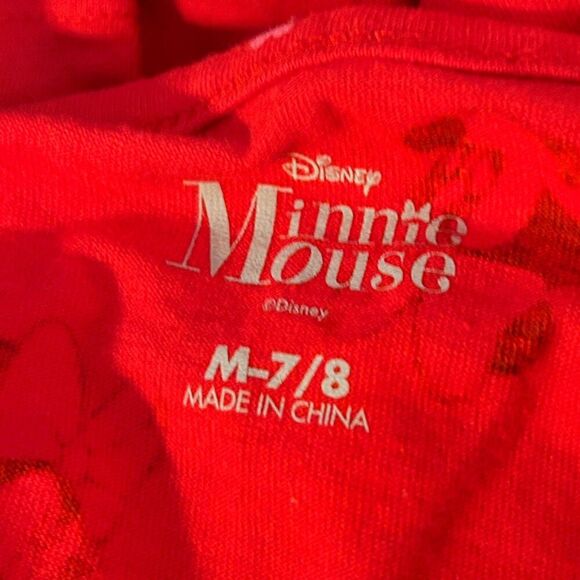 Disney
Minnie
Mouse
©Disney
M-7/8
MADE IN CHINA